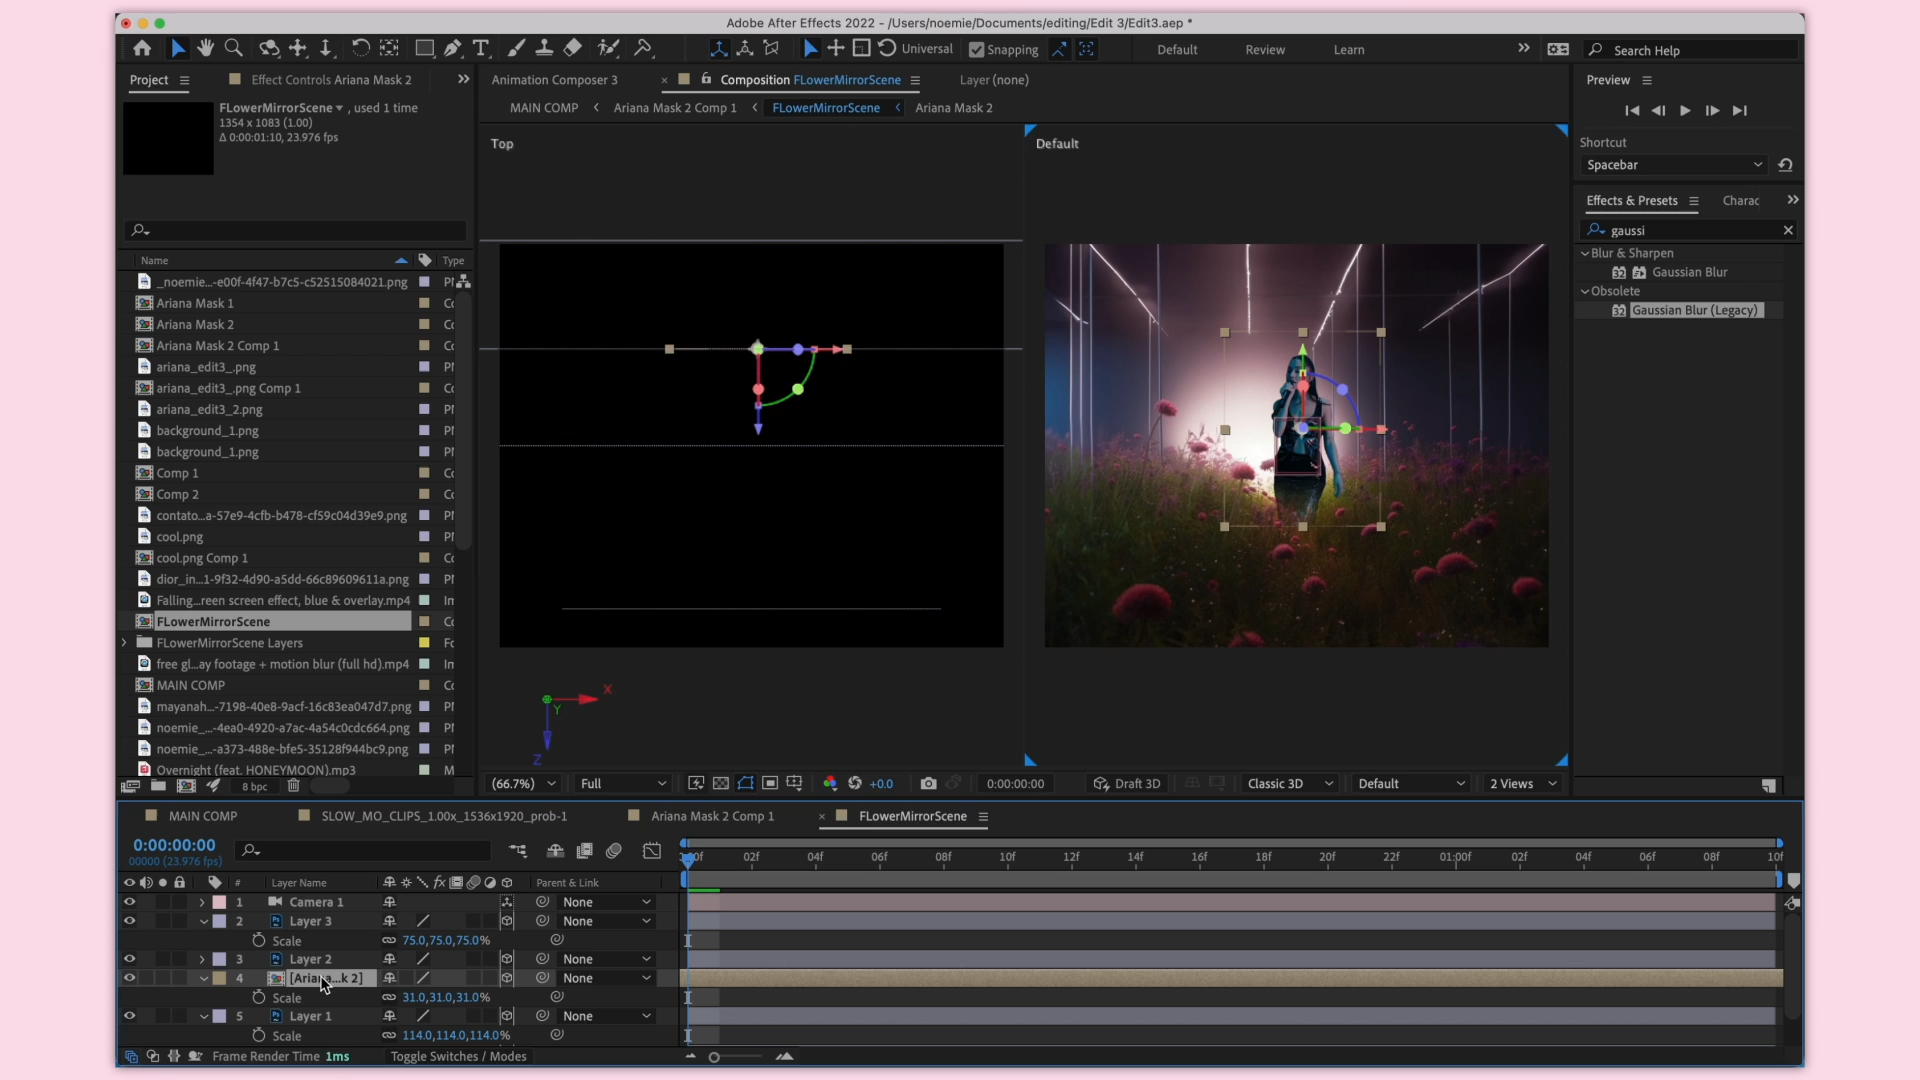 Adobe After Effects 2022 - /Users/noemie/Documents/editing/Edit 3/Edit3.aep *
Universal Snapping Default Review Learn Search Help
Project Effect Controls Ariana Mask 2 Animation Composer 3 Composition FLowerMirrorScene Layer (none) Preview
FLowerMirrorScene, used 1 time
1354 x 1083 (1.00)
Δ 0:00:01:10, 23.976 fps
MAIN COMP Ariana Mask 2 Comp 1 FLowerMirrorScene Ariana Mask 2
Top Default
Shortcut
Spacebar
Effects & Presets Charac
gaussi
Blur & Sharpen
32 Gaussian Blur
Obsolete
32 Gaussian Blur (Legacy)
Name Type
_noemie...-e00f-4f47-b7c5-c52515084021.png
Ariana Mask 1
Ariana Mask 2
Ariana Mask 2 Comp 1
ariana_edit3_.png
ariana_edit3_.png Comp 1
ariana_edit3_2.png
background_1.png
background_1.png
Comp 1
Comp 2
contato...a-57e9-4cfb-b478-cf59c04d39e9.png
cool.png
cool.png Comp 1
dior_in...1-9f32-4d90-a5dd-66c89609611a.png
Falling...reen screen effect, blue & overlay.mp4
FLowerMirrorScene
FLowerMirrorScene Layers
free gl...ay footage + motion blur (full hd).mp4
MAIN COMP
mayanah...-7198-40e8-9acf-16c83ea047d7.png
noemie_...-4ea0-4920-a7ac-4a54c0cdc664.png
noemie_...-a373-488e-bfe5-35128f944bc9.png
Overnight (feat. HONEYMOON).mp3
X
Y
Z
8 bpc (66.7%) Full +0.0 0:00:00:00 Draft 3D Classic 3D Default 2 Views
MAIN COMP SLOW_MO_CLIPS_1.00x_1536x1920_prob-1 Ariana Mask 2 Comp 1 FLowerMirrorScene
0:00:00:00
00000 (23.976 fps)
02f 04f 06f 08f 10f 12f 14f 16f 18f 20f 22f 01:00f 02f 04f 06f 08f 10f
# Layer Name Parent & Link
1 Camera 1 None
2 Layer 3 None
Scale 75.0,75.0,75.0%
3 Layer 2 None
4 [Ariana...k 2] None
Scale 31.0,31.0,31.0%
5 Layer 1 None
Scale 114.0,114.0,114.0%
Frame Render Time 1ms Toggle Switches / Modes